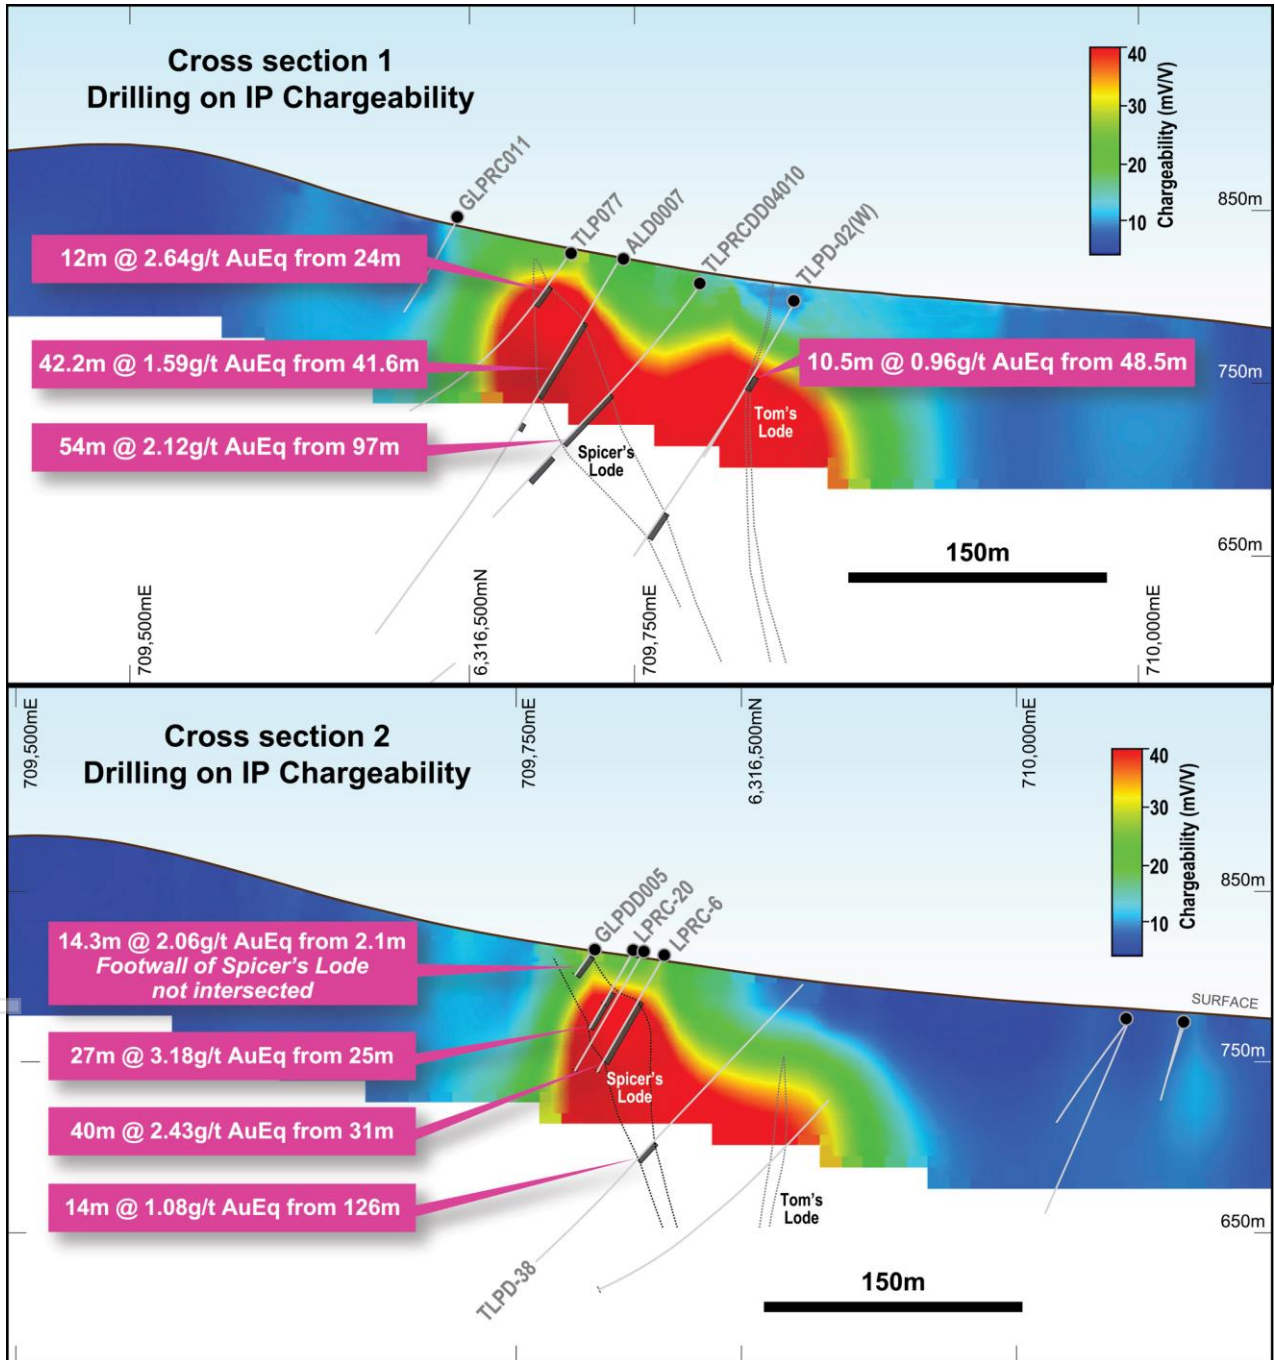 Cross section 1
Drilling on IP Chargeability
40
30
20
10
Chargeability (mV/V)
GLPRC011
TLP077
ALD0007
TLPRCDD04010
TLPD-02(W)
850m
12m @ 2.64g/t AuEq from 24m
42.2m @ 1.59g/t AuEq from 41.6m
10.5m @ 0.96g/t AuEq from 48.5m
750m
54m @ 2.12g/t AuEq from 97m
Spicer's
Lode
Tom's
Lode
650m
150m
709,500mE
6,316,500mN
709,750mE
710,000mE
709,500mE
709,750mE
6,316,500mN
710,000mE
Cross section 2
Drilling on IP Chargeability
40
30
20
10
Chargeability (mV/V)
850m
GLPDD005
LPRC-20
LPRC-6
14.3m @ 2.06g/t AuEq from 2.1m
Footwall of Spicer's Lode
not intersected
SURFACE
27m @ 3.18g/t AuEq from 25m
750m
Spicer's
Lode
40m @ 2.43g/t AuEq from 31m
14m @ 1.08g/t AuEq from 126m
Tom's
Lode
650m
TLPD-38
150m